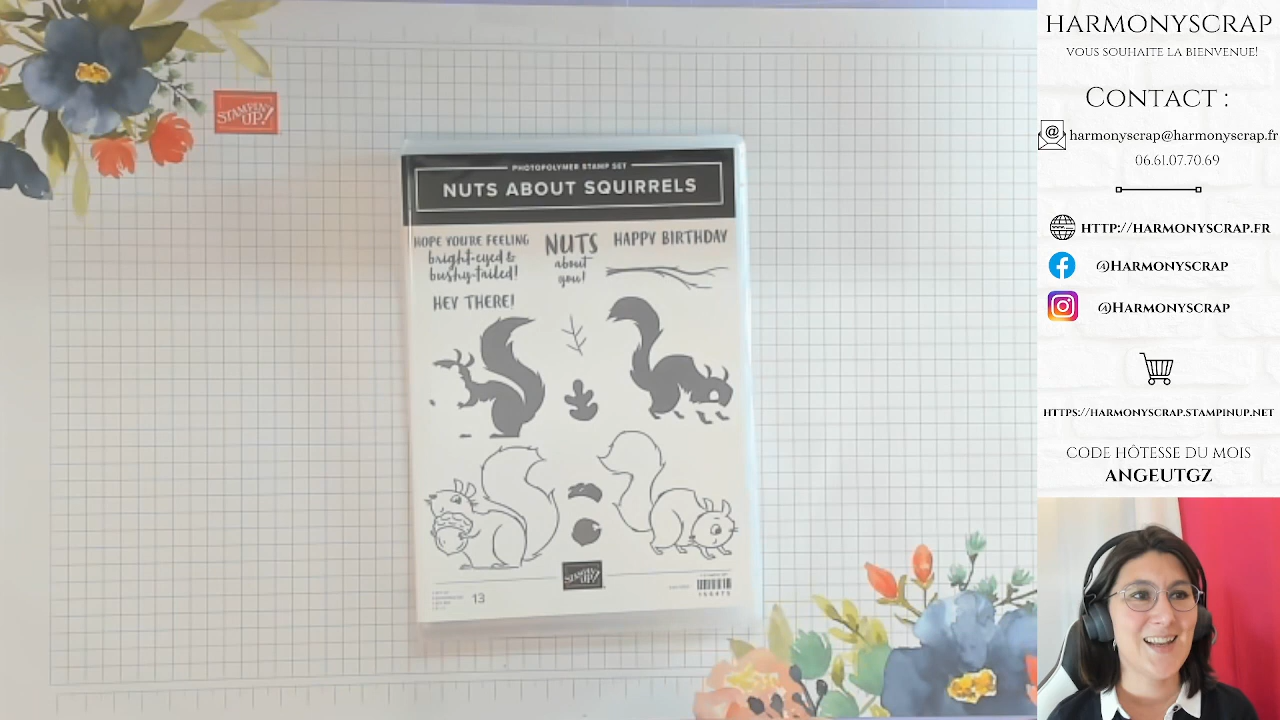 STAMPIN' UP!
PHOTOPOLYMER STAMP SET
NUTS ABOUT SQUIRRELS
HOPE YOU'RE FEELING
bright-eyed &
bushy-tailed!
NUTS
about
you!
HAPPY BIRTHDAY
HEY THERE!
STAMPIN' UP!
13
HARMONYSCRAP
VOUS SOUHAITE LA BIENVENUE!
CONTACT :
harmonyscrap@harmonyscrap.fr
06.61.07.70.69
HTTP://HARMONYSCRAP.FR
@HARMONYSCRAP
@HARMONYSCRAP
HTTPS://HARMONYSCRAP.STAMPINUP.NET
CODE HÔTESSE DU MOIS
ANGEUTGZ